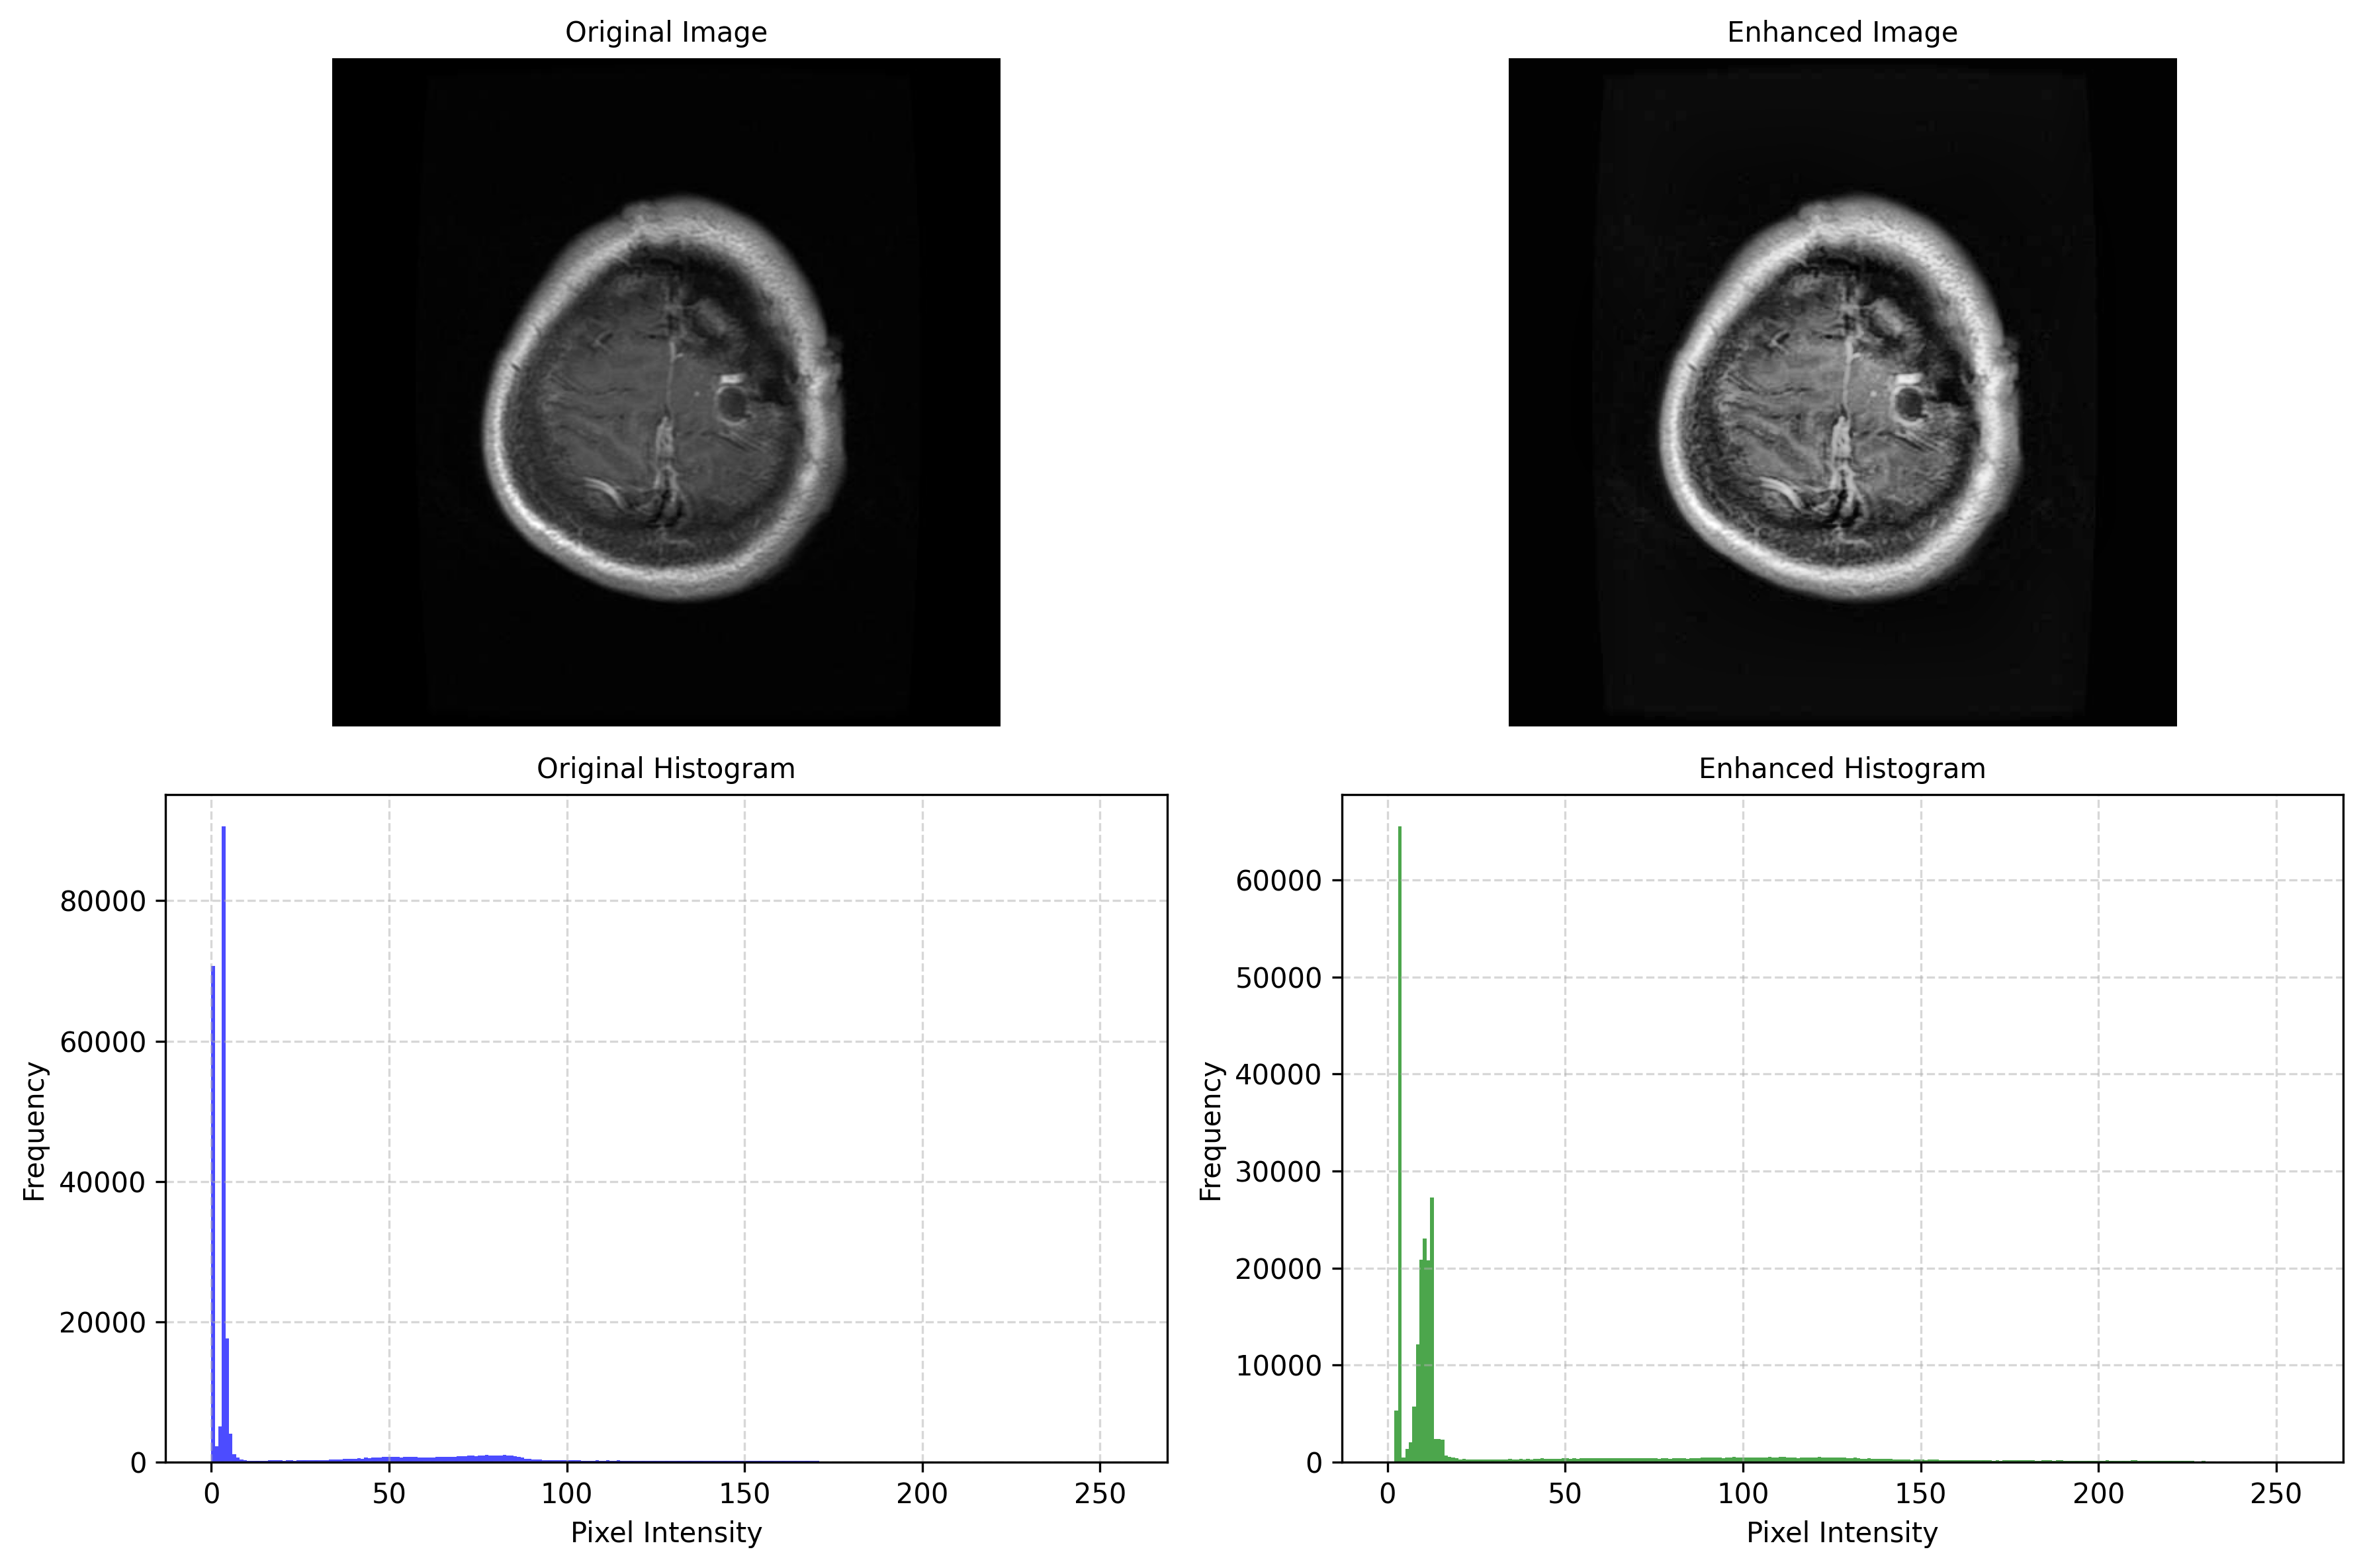 Original Image
Enhanced Image
Original Histogram
Frequency
80000
60000
40000
20000
0
0 50 100 150 200 250
Pixel Intensity
Enhanced Histogram
Frequency
60000
50000
40000
30000
20000
10000
0
0 50 100 150 200 250
Pixel Intensity